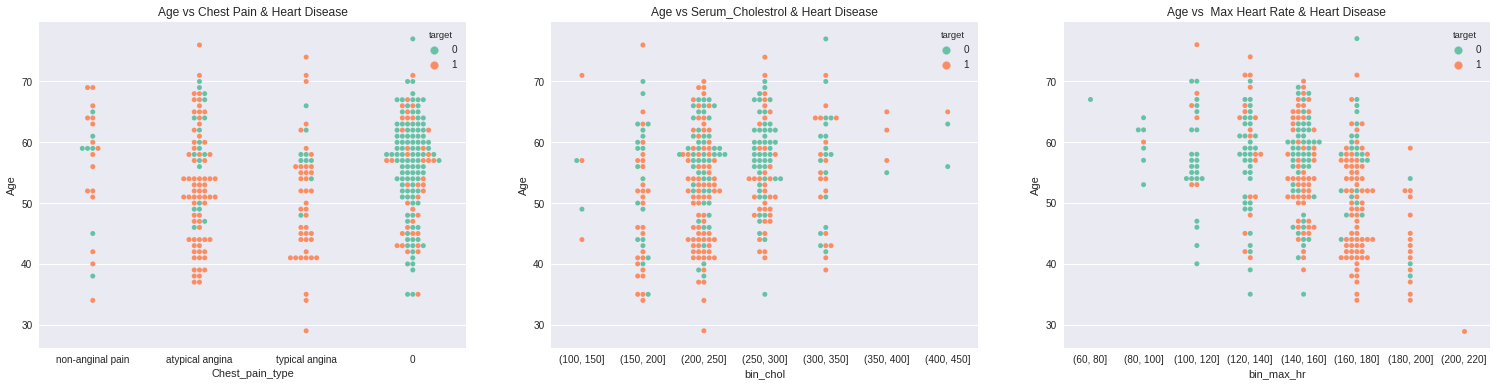 Age vs Chest Pain & Heart Disease
target
0
1
70
60
50
40
30
Age
non-anginal pain
atypical angina
typical angina
0
Chest_pain_type
Age vs Serum_Cholestrol & Heart Disease
target
0
1
70
60
50
40
30
Age
(100, 150]
(150, 200]
(200, 250]
(250, 300]
(300, 350]
(350, 400]
(400, 450]
bin_chol
Age vs  Max Heart Rate & Heart Disease
target
0
1
70
60
50
40
30
Age
(60, 80]
(80, 100]
(100, 120]
(120, 140]
(140, 160]
(160, 180]
(180, 200]
(200, 220]
bin_max_hr